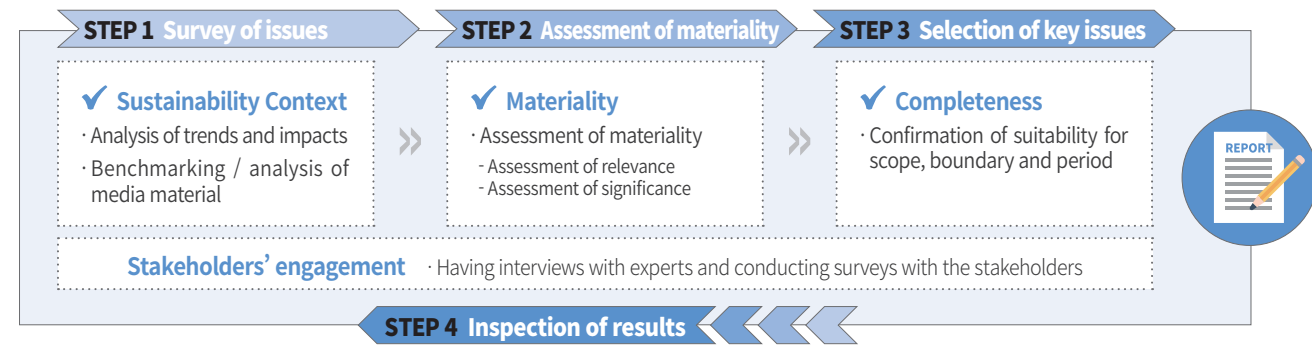 STEP 1 Survey of issues
STEP 2 Assessment of materiality
STEP 3 Selection of key issues
✓ Sustainability Context
· Analysis of trends and impacts
· Benchmarking / analysis of
media material
»
✓ Materiality
· Assessment of materiality
- Assessment of relevance
- Assessment of significance
»
✓ Completeness
· Confirmation of suitability for
scope, boundary and period
REPORT
Stakeholders’ engagement · Having interviews with experts and conducting surveys with the stakeholders
STEP 4 Inspection of results